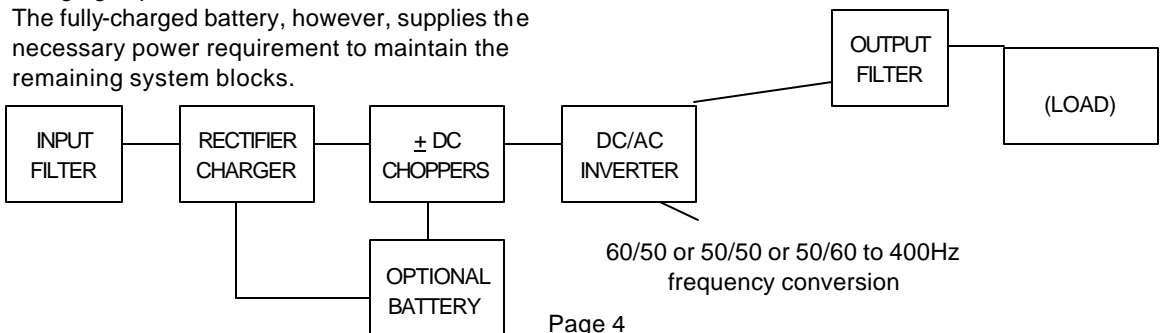 The fully-charged battery, however, supplies the
necessary power requirement to maintain the
remaining system blocks.
INPUT
FILTER
RECTIFIER
CHARGER
± DC
CHOPPERS
DC/AC
INVERTER
OUTPUT
FILTER
(LOAD)
OPTIONAL
BATTERY
60/50 or 50/50 or 50/60 to 400Hz
frequency conversion
Page 4